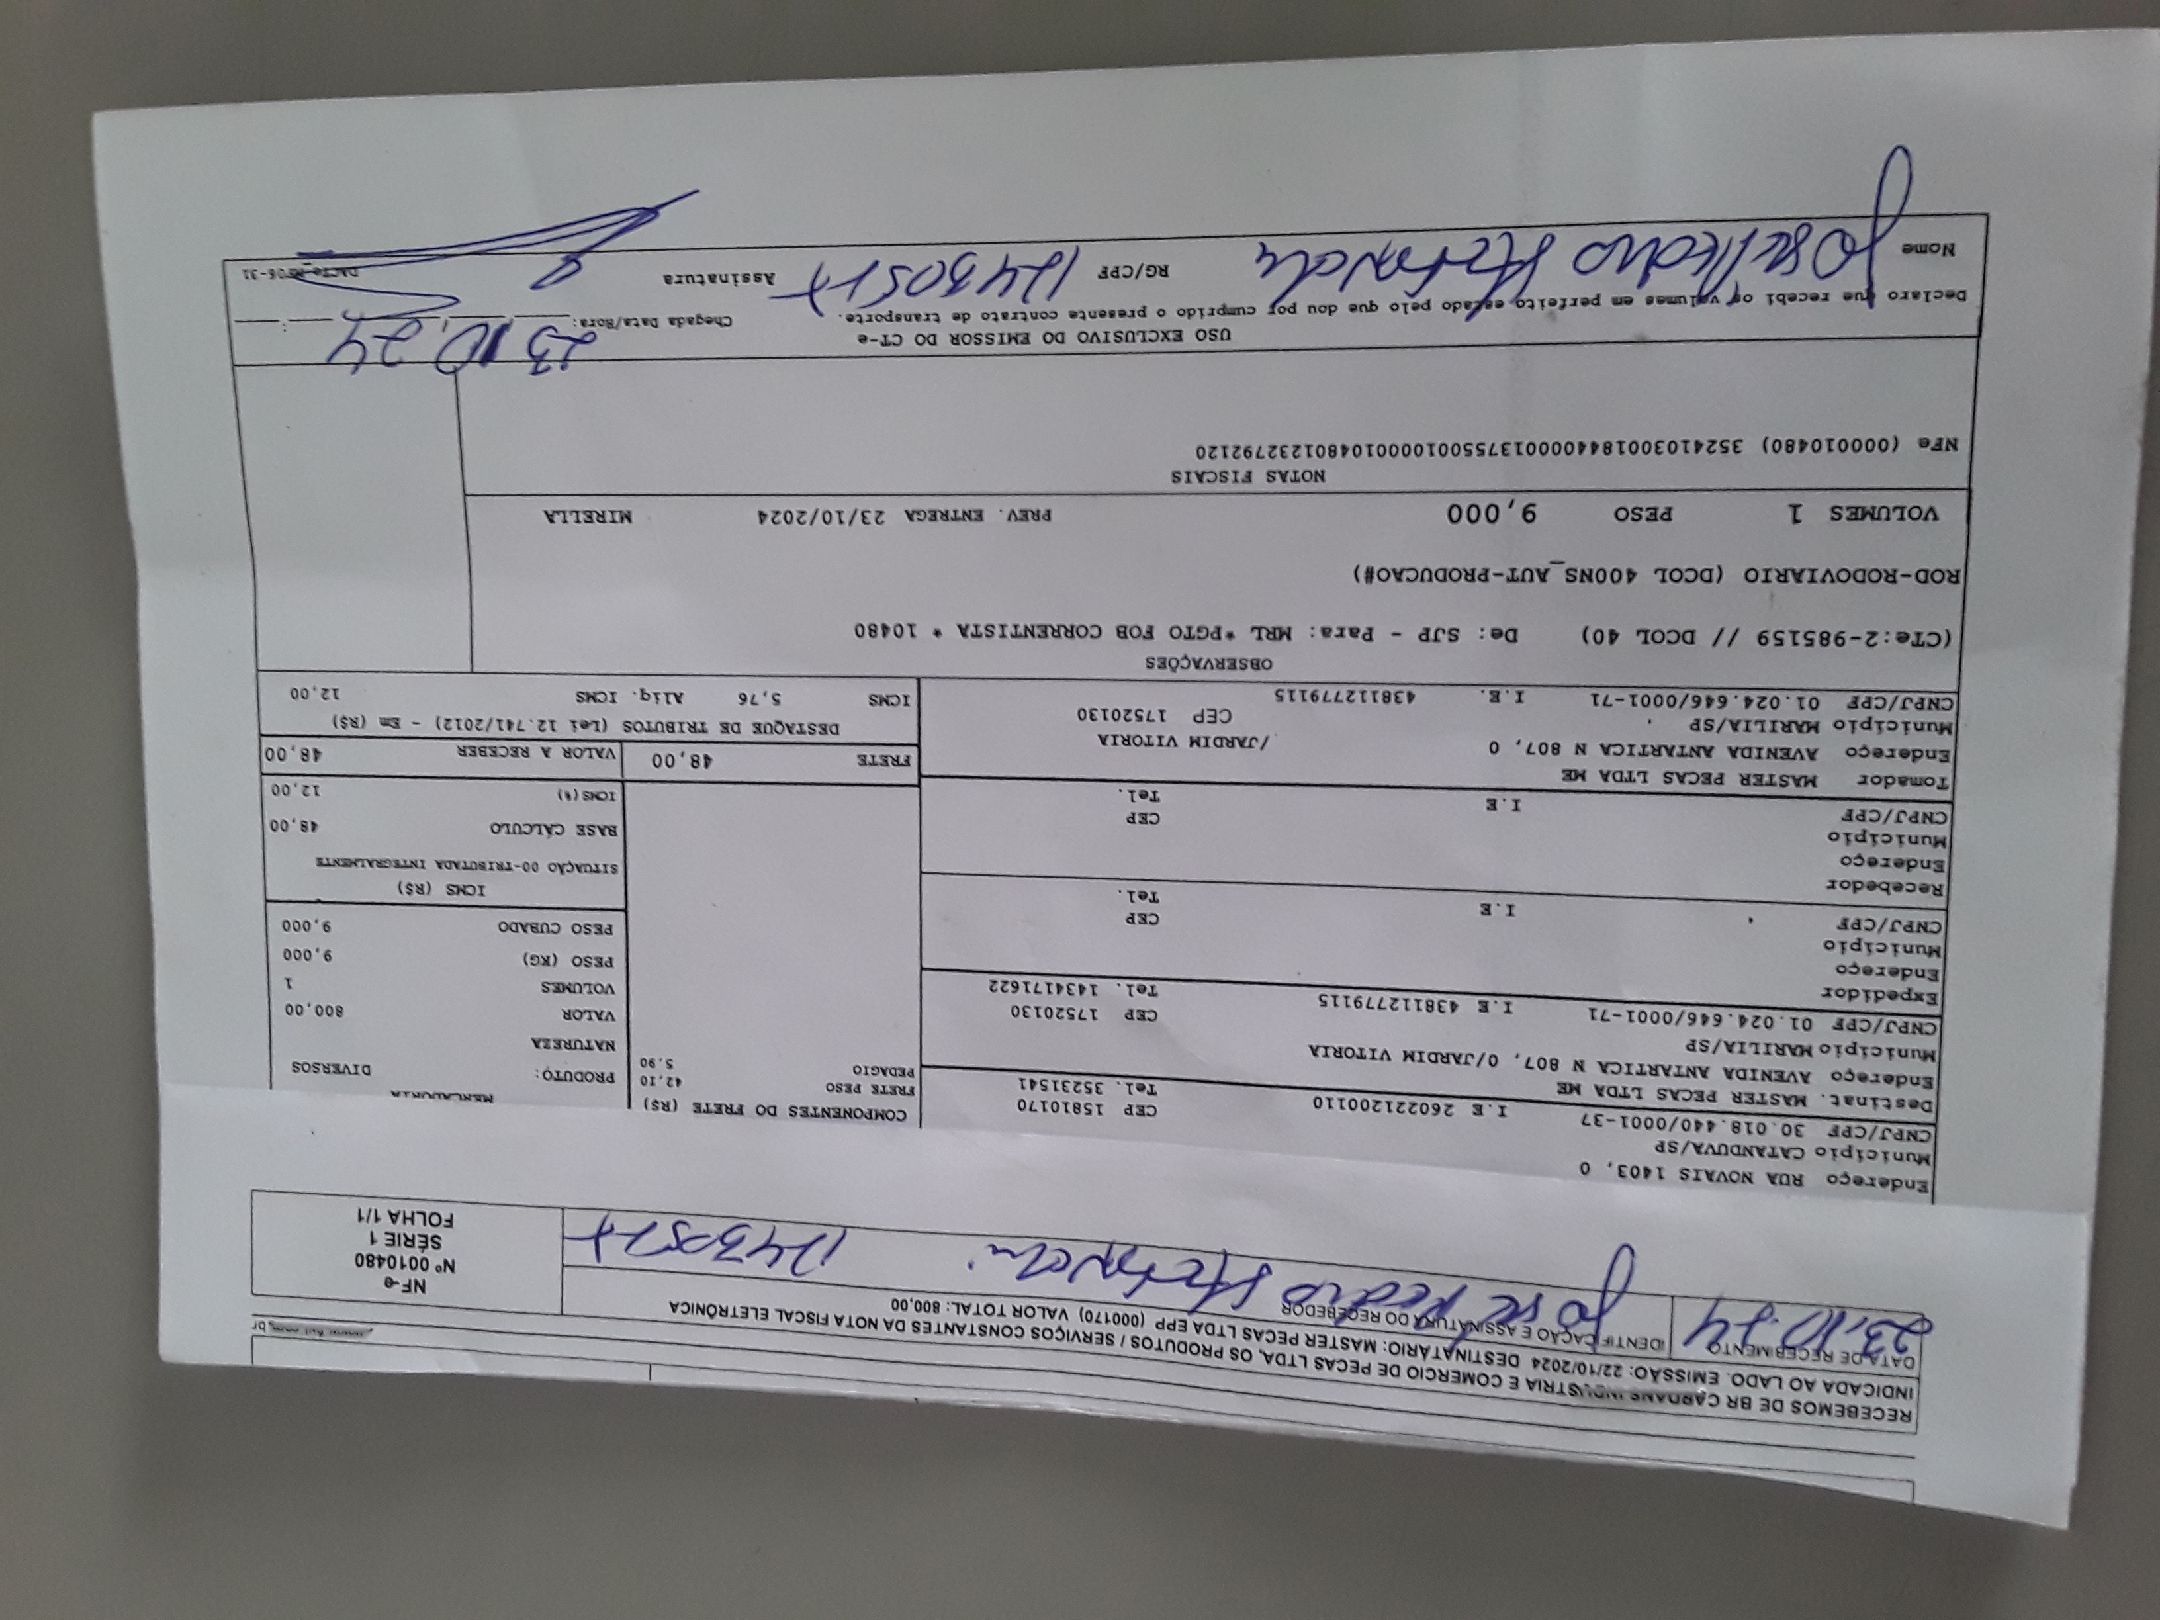 RECEBEMOS DE BR CARDANS INDUSTRIA E COMERCIO DE PECAS LTDA, OS PRODUTOS / SERVIÇOS CONSTANTES DA NOTA FISCAL ELETRÔNICA
INDICADA AO LADO. EMISSÃO: 22/10/2024 DESTINATÁRIO: MASTER PECAS LTDA EPP (000170) VALOR TOTAL: 800,00
DATA DE RECEBIMENTO
23.10.24
IDENTIFICAÇÃO E ASSINATURA DO RECEBEDOR
José Pedro
NF-e
Nº 0010480
SÉRIE 1
FOLHA 1/1
Endereço RUA NOVAIS 1403, 0
Município CATANDUVA/SP CEP 15810170
CNPJ/CPF 30.018.440/0001-37 I.E 260221200110 Tel. 35231541
Destinat. MASTER PECAS LTDA ME
Endereço AVENIDA ANTARTICA N 807, 0/JARDIM VITORIA
Município MARILIA/SP CEP 17520130
CNPJ/CPF 01.024.646/0001-71 I.E 438112779115 Tel. 1434171622
Expedidor
Endereço
Município CEP
CNPJ/CPF I.E Tel.
Recebedor
Endereço
Município CEP
CNPJ/CPF I.E Tel.
Tomador MASTER PECAS LTDA ME
Endereço AVENIDA ANTARTICA N 807, 0 /JARDIM VITORIA
Município MARILIA/SP CEP 17520130
CNPJ/CPF 01.024.646/0001-71 I.E. 438112779115
COMPONENTES DO FRETE (R$)
FRETE PESO 42,10
PEDAGIO 5,90
MERCADORIA
PRODUTO: DIVERSOS
NATUREZA
VALOR 800,00
VOLUMES 1
PESO (KG) 9,000
PESO CUBADO 9,000
ICMS (R$)
SITUAÇÃO 00-TRIBUTADA INTEGRALMENTE
BASE CÁLCULO 48,00
ICMS(%) 12,00
FRETE 48,00 VALOR A RECEBER 48,00
DESTAQUE DE TRIBUTOS (Lei 12.741/2012) - Em (R$)
ICMS 5,76 Alíq. ICMS 12,00
OBSERVAÇÕES
(CTe:2-985159 // DCOL 40) De: SJP - Para: MRL *PGTO FOB CORRENTISTA * 10480
ROD-RODOVIARIO (DCOL 400NS_AUT-PRODUCAO#)
VOLUMES 1 PESO 9,000 PREV. ENTREGA 23/10/2024 MIRELLA
NOTAS FISCAIS
NFe (000010480) 35241030018440000137550010000104801232792120
USO EXCLUSIVO DO EMISSOR DO CT-e
Declaro que recebi os volumes em perfeito estado pelo que dou por cumprido o presente contrato de transporte.
Chegada Data/Hora: 23 10.24
Nome José Pedro RG/CPF Assinatura